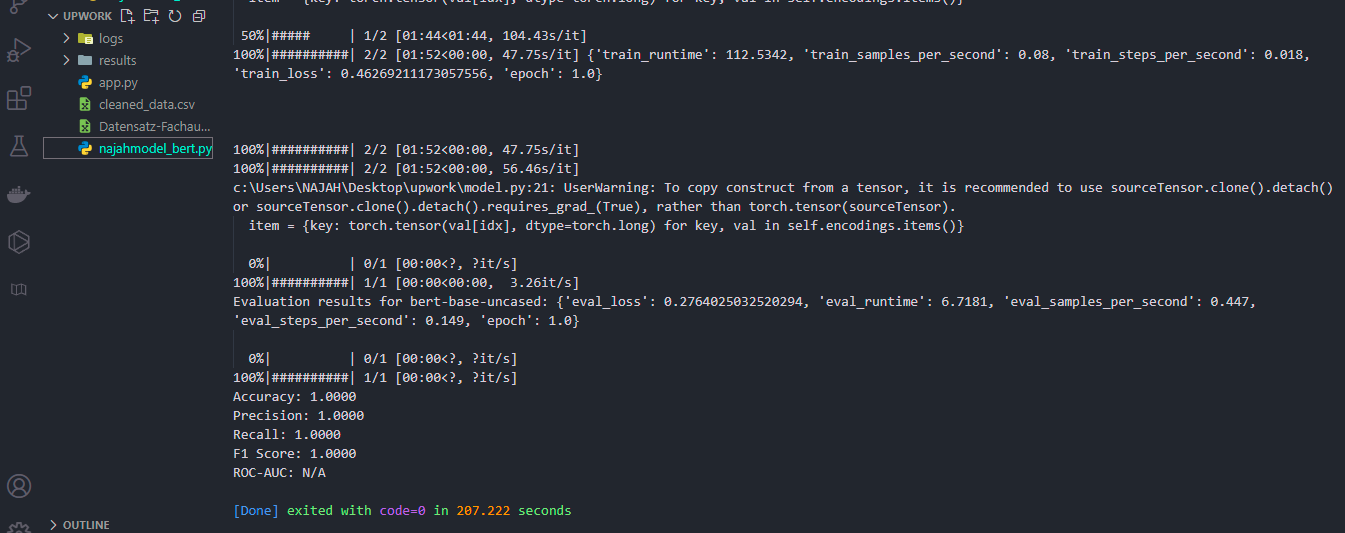 UPWORK
logs
results
app.py
cleaned_data.csv
Datensatz-Fachau...
najahmodel_bert.py
OUTLINE
item = {key: torch.tensor(val[idx], dtype=torch.long) for key, val in self.encodings.items()}
50%|##### | 1/2 [01:44<01:44, 104.43s/it]
100%|##########| 2/2 [01:52<00:00, 47.75s/it] {'train_runtime': 112.5342, 'train_samples_per_second': 0.08, 'train_steps_per_second': 0.018,
'train_loss': 0.46269211173057556, 'epoch': 1.0}
100%|##########| 2/2 [01:52<00:00, 47.75s/it]
100%|##########| 2/2 [01:52<00:00, 56.46s/it]
c:\Users\NAJAH\Desktop\upwork\model.py:21: UserWarning: To copy construct from a tensor, it is recommended to use sourceTensor.clone().detach()
or sourceTensor.clone().detach().requires_grad_(True), rather than torch.tensor(sourceTensor).
item = {key: torch.tensor(val[idx], dtype=torch.long) for key, val in self.encodings.items()}
0%| | 0/1 [00:00<?, ?it/s]
100%|##########| 1/1 [00:00<00:00, 3.26it/s]
Evaluation results for bert-base-uncased: {'eval_loss': 0.2764025032520294, 'eval_runtime': 6.7181, 'eval_samples_per_second': 0.447,
'eval_steps_per_second': 0.149, 'epoch': 1.0}
0%| | 0/1 [00:00<?, ?it/s]
100%|##########| 1/1 [00:00<?, ?it/s]
Accuracy: 1.0000
Precision: 1.0000
Recall: 1.0000
F1 Score: 1.0000
ROC-AUC: N/A
[Done] exited with code=0 in 207.222 seconds